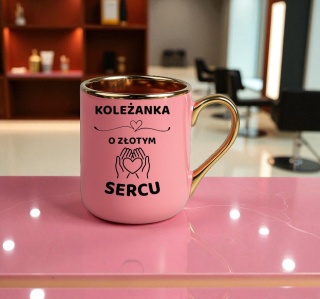 KOLEŻANKA
O ZŁOTYM
SERCU